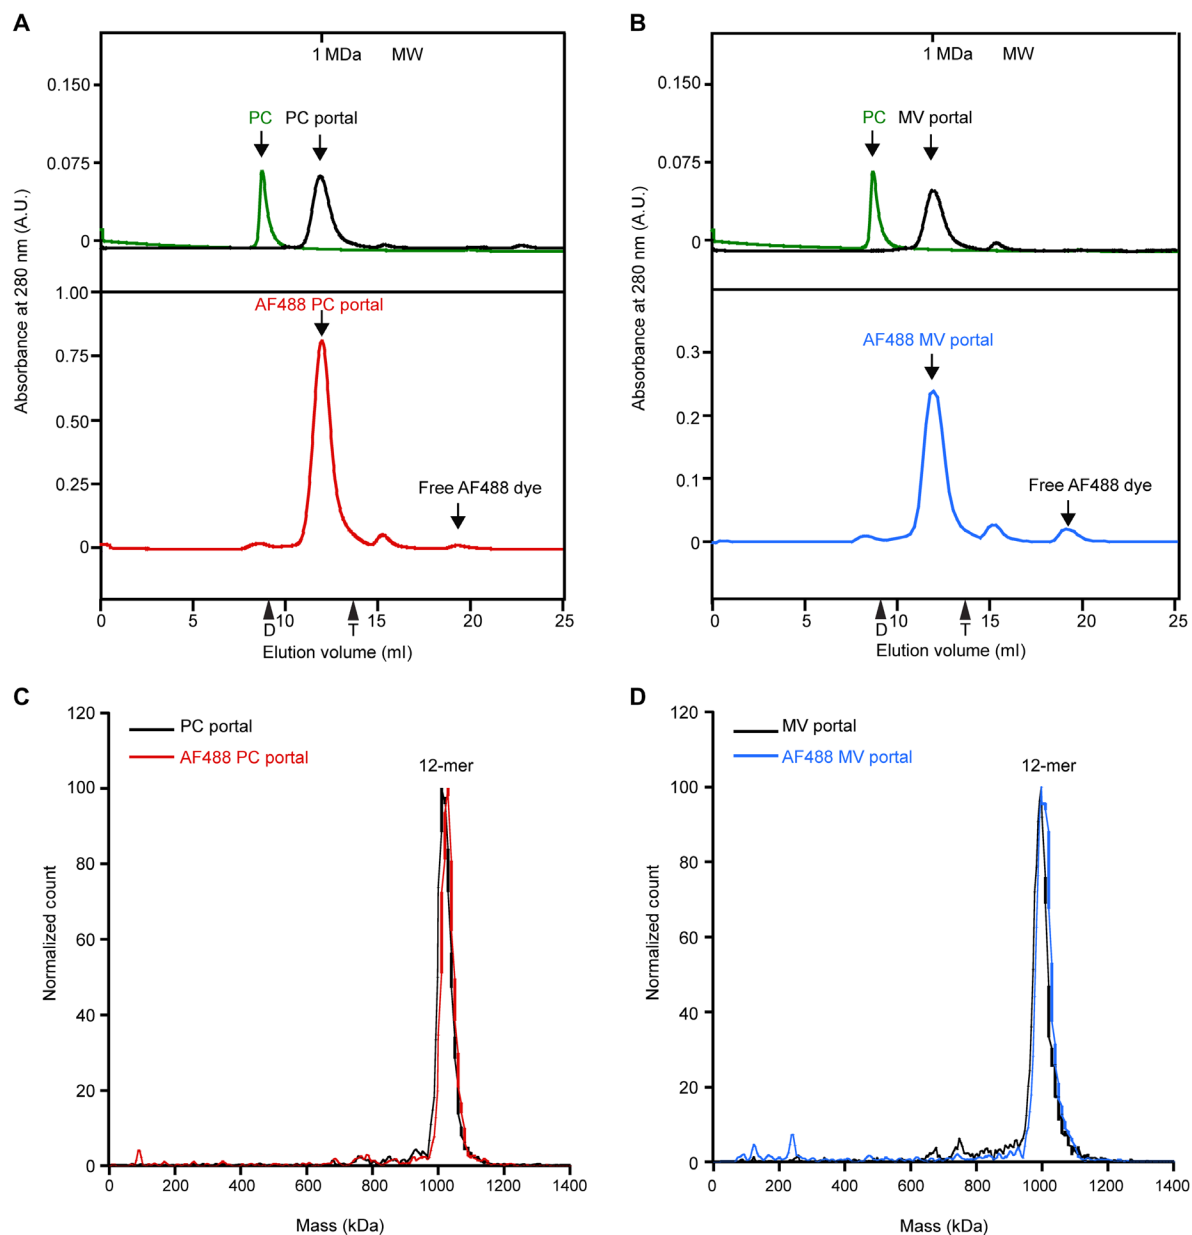 A
1 MDa MW
0.150
PC PC portal
0.075
0
1.00
AF488 PC portal
0.75
0.50
0.25
Free AF488 dye
0
Absorbance at 280 nm (A.U.)
0 5 10 15 20 25
D T
Elution volume (ml)
B
1 MDa MW
0.150
PC MV portal
0.075
0
AF488 MV portal
0.3
0.2
0.1
Free AF488 dye
0
Absorbance at 280 nm (A.U.)
0 5 10 15 20 25
D T
Elution volume (ml)
C
120
PC portal
AF488 PC portal
12-mer
100
80
60
40
20
0
Normalized count
0 200 400 600 800 1000 1200 1400
Mass (kDa)
D
120
MV portal
AF488 MV portal
12-mer
100
80
60
40
20
0
Normalized count
0 200 400 600 800 1000 1200 1400
Mass (kDa)